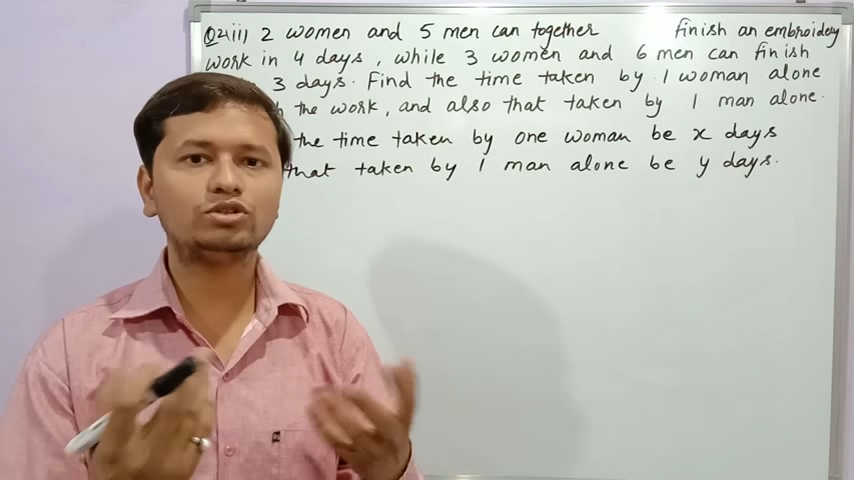 Q2iii) 2 women and 5 men can together finish an embroidery
work in 4 days, while 3 women and 6 men can finish
3 days. Find the time taken by 1 woman alone
the work, and also that taken by 1 man alone.
the time taken by one woman be x days
that taken by 1 man alone be y days.